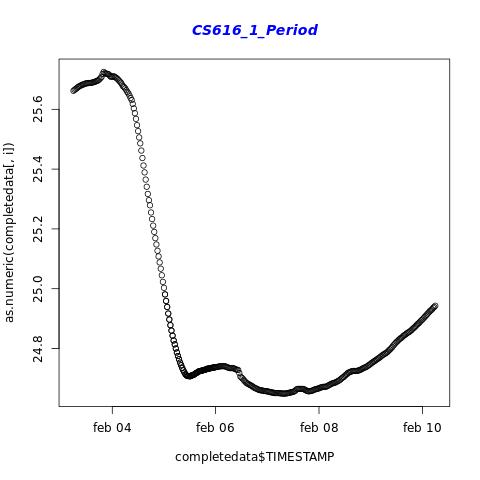 CS616_1_Period
as.numeric(completedata[, i])
25.6
25.4
25.2
25.0
24.8
feb 04 feb 06 feb 08 feb 10
completedata$TIMESTAMP